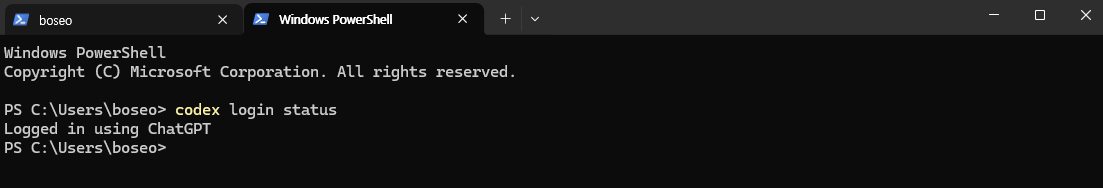 boseo
Windows PowerShell
Windows PowerShell
Copyright (C) Microsoft Corporation. All rights reserved.
PS C:\Users\boseo> codex login status
Logged in using ChatGPT
PS C:\Users\boseo>